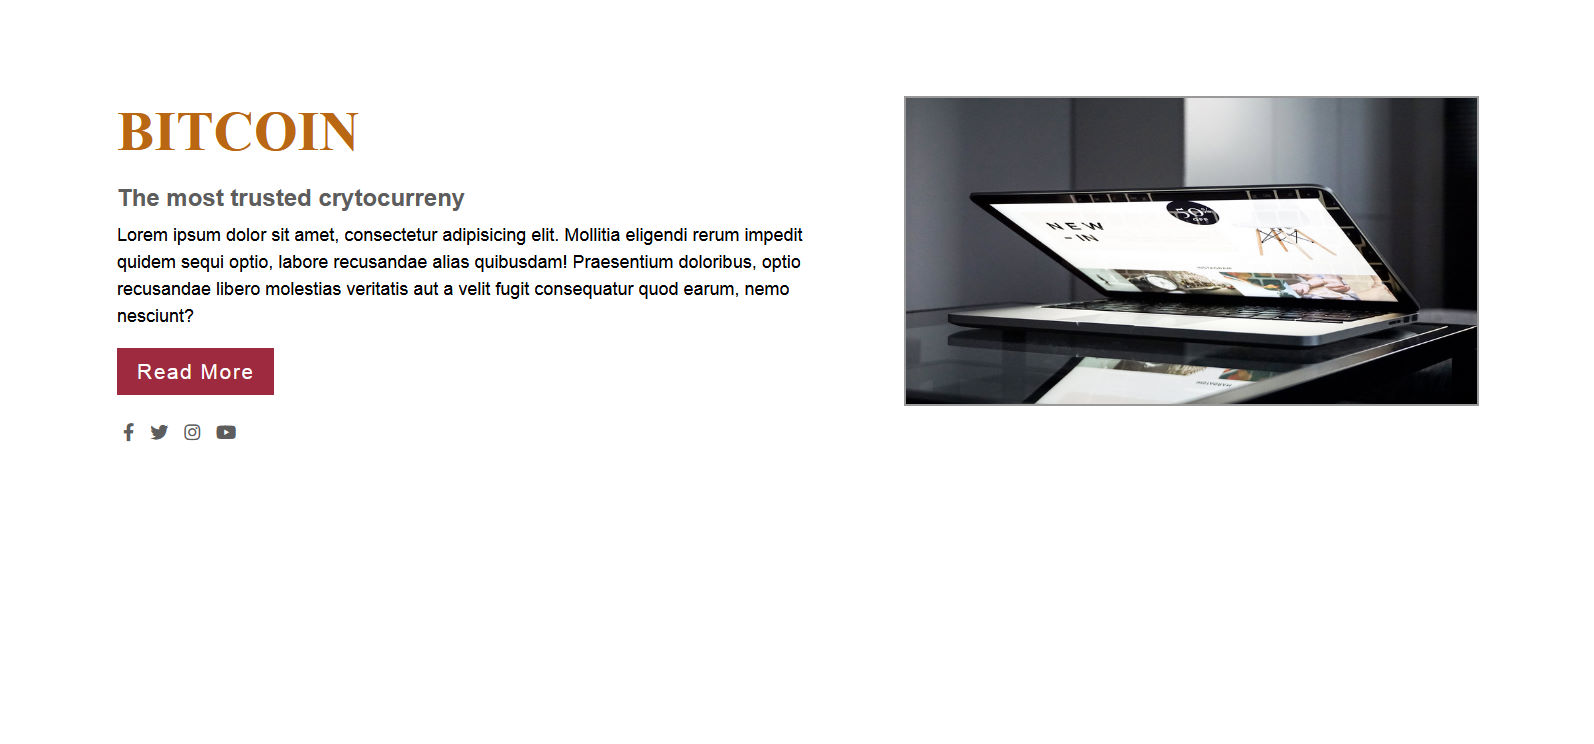 BITCOIN
The most trusted crytocurreny
Lorem ipsum dolor sit amet, consectetur adipisicing elit. Mollitia eligendi rerum impedit
quidem sequi optio, labore recusandae alias quibusdam! Praesentium doloribus, optio
recusandae libero molestias veritatis aut a velit fugit consequatur quod earum, nemo
nesciunt?
Read More
NEW
-IN
50%
OFF
INSTAGRAM